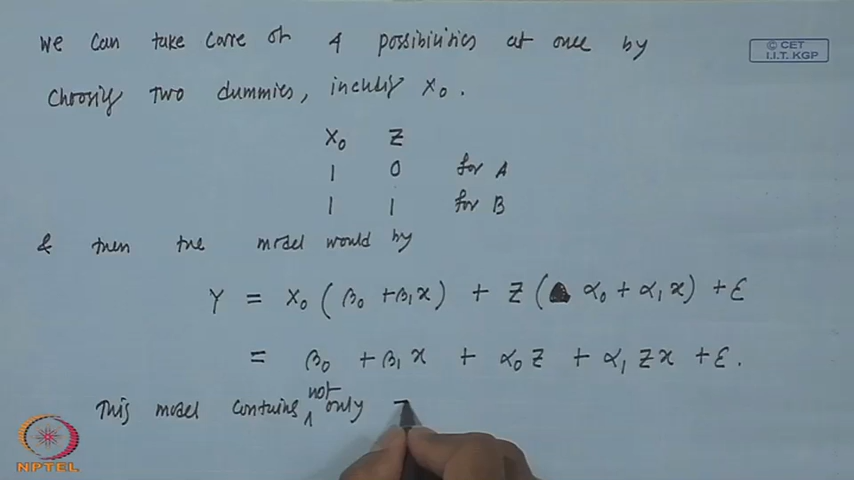 We can take care of 4 possibilities at once by
© CET
I.I.T. KGP
choosing two dummies, includ X₀.
X₀ Z
1 0 for A
1 1 for B
& then the model would by
Y = X₀ (β₀ + β₁x) + Z ( α₀ + α₁x) + ε
= β₀ + β₁x + α₀Z + α₁Zx + ε.
This model contains not only
NPTEL